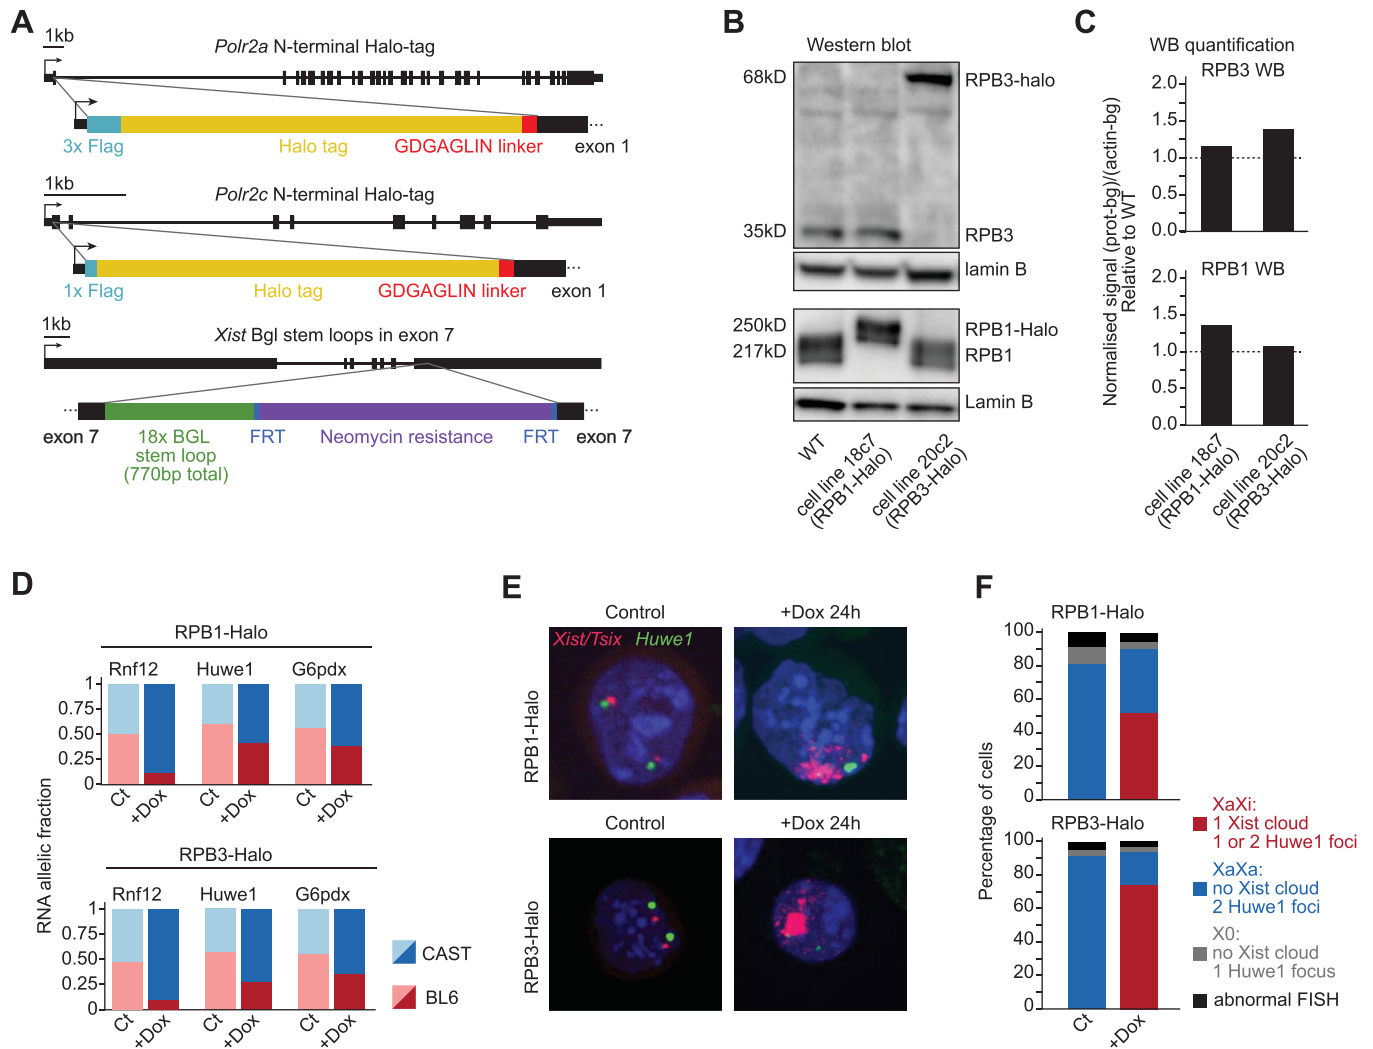 A
1kb
Polr2a N-terminal Halo-tag
3x Flag
Halo tag
GDGAGLIN linker
exon 1
1kb
Polr2c N-terminal Halo-tag
1x Flag
Halo tag
GDGAGLIN linker
exon 1
1kb
Xist Bgl stem loops in exon 7
exon 7
18x BGL
stem loop
(770bp total)
FRT
Neomycin resistance
FRT
exon 7
B
Western blot
68kD
RPB3-halo
35kD
RPB3
lamin B
250kD
RPB1-Halo
217kD
RPB1
Lamin B
WT
cell line 18c7
(RPB1-Halo)
cell line 20c2
(RPB3-Halo)
C
WB quantification
RPB3 WB
2.0
1.5
1.0
0.5
0.0
RPB1 WB
2.0
1.5
1.0
0.5
0.0
Normalised signal (prot-bg)/(actin-bg)
Relative to WT
cell line 18c7
(RPB1-Halo)
cell line 20c2
(RPB3-Halo)
D
RPB1-Halo
Rnf12 Huwe1 G6pdx
1
0.75
0.50
0.25
0
Ct +Dox Ct +Dox Ct +Dox
RPB3-Halo
Rnf12 Huwe1 G6pdx
1
0.75
0.50
0.25
0
Ct +Dox Ct +Dox Ct +Dox
RNA allelic fraction
CAST
BL6
E
Control
+Dox 24h
Xist/Tsix Huwe1
RPB1-Halo
Control
+Dox 24h
RPB3-Halo
F
RPB1-Halo
100
80
60
40
20
0
RPB3-Halo
100
80
60
40
20
0
Percentage of cells
Ct
+Dox
XaXi:
1 Xist cloud
1 or 2 Huwe1 foci
XaXa:
no Xist cloud
2 Huwe1 foci
X0:
no Xist cloud
1 Huwe1 focus
abnormal FISH